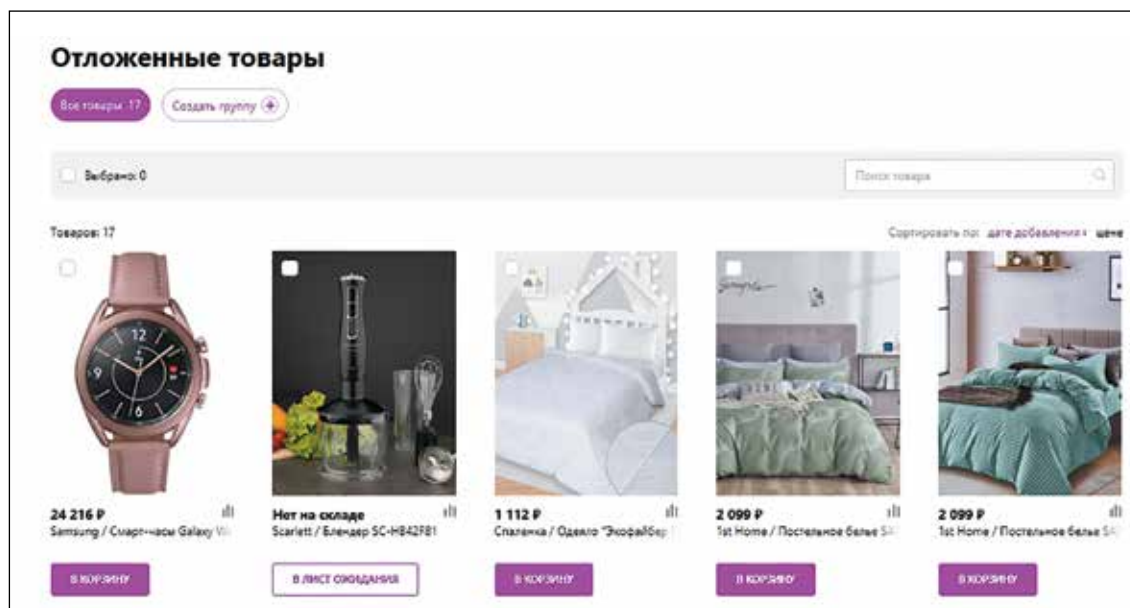 Отложенные товары
Все товары 17
Создать группу
Выбрано: 0
Поиск товара
Товаров: 17
Сортировать по: дате добавления цене
24 216 ₽
Samsung / Смарт-часы Galaxy
В КОРЗИНУ
Нет на складе
Scarlett / Блендер SC-HB42F81
В ЛИСТ ОЖИДАНИЯ
1 112 ₽
Спаленка / Одеяло "Экофайбер
В КОРЗИНУ
2 099 ₽
1st Home / Постельное белье
В КОРЗИНУ
2 099 ₽
1st Home / Постельное белье
В КОРЗИНУ